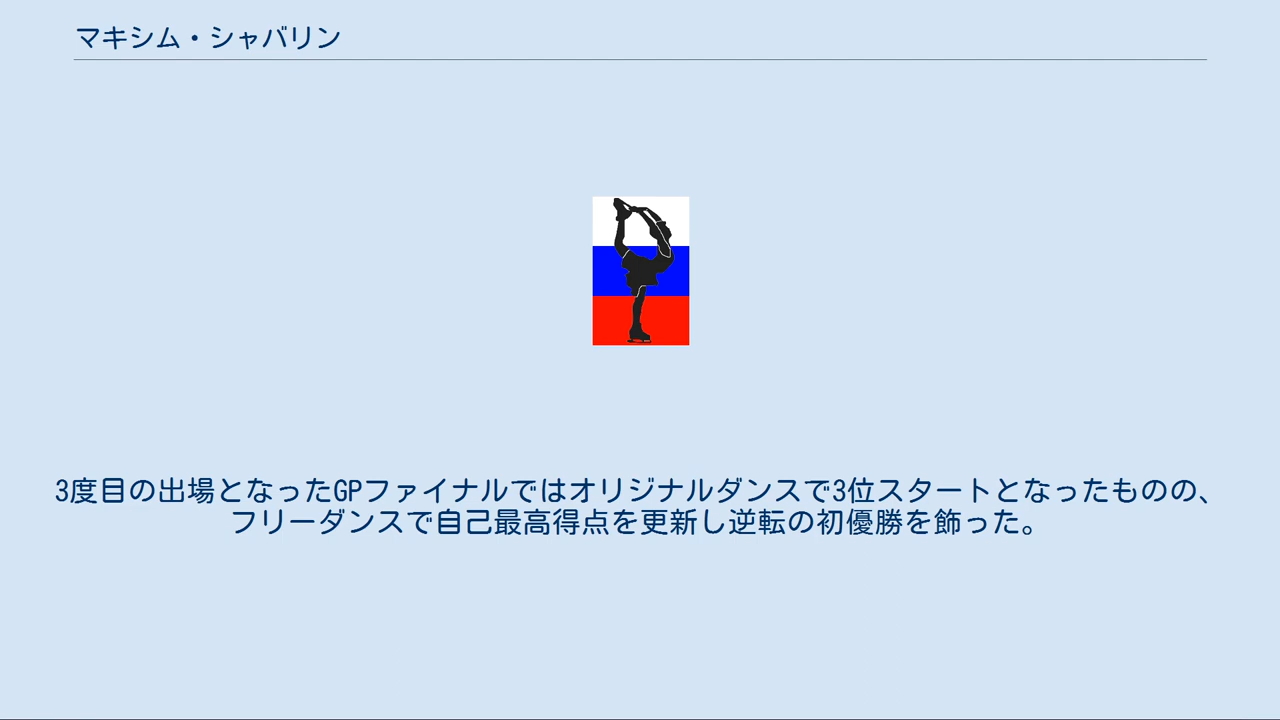 マキシム・シャバリン
3度目の出場となったGPファイナルではオリジナルダンスで3位スタートとなったものの、
フリーダンスで自己最高得点を更新し逆転の初優勝を飾った。